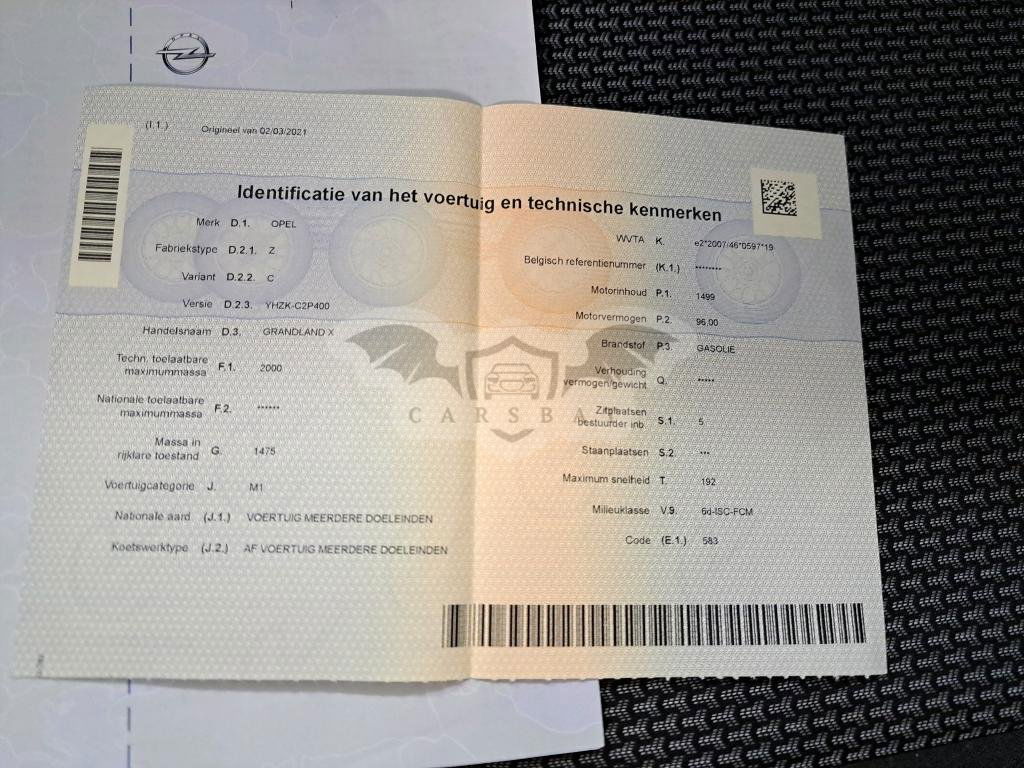 OPEL
(I.1.) Origineel van 02/03/2021
Identificatie van het voertuig en technische kenmerken
Merk D.1. OPEL
Fabriekstype D.2.1. Z
Variant D.2.2. C
Versie D.2.3. YHZK-C2P400
Handelsnaam D.3. GRANDLAND X
Techn. toelaatbare
maximummassa F.1. 2000
Nationale toelaatbare
maximummassa F.2. ******
Massa in
rijklare toestand G. 1475
Voertuigcategorie J. M1
Nationale aard (J.1.) VOERTUIG MEERDERE DOELEINDEN
Koetswerktype (J.2.) AF VOERTUIG MEERDERE DOELEINDEN
WVTA K. e2*2007/46*0597*19
Belgisch referentienummer (K.1.) ********
Motorinhoud P.1. 1499
Motorvermogen P.2. 96,00
Brandstof P.3. GASOLIE
Verhouding
vermogen/gewicht Q. *****
Zitplaatsen
bestuurder inb. S.1. 5
Staanplaatsen S.2. ***
Maximum snelheid T. 192
Milieuklasse V.9. 6d-ISC-FCM
Code (E.1.) 583